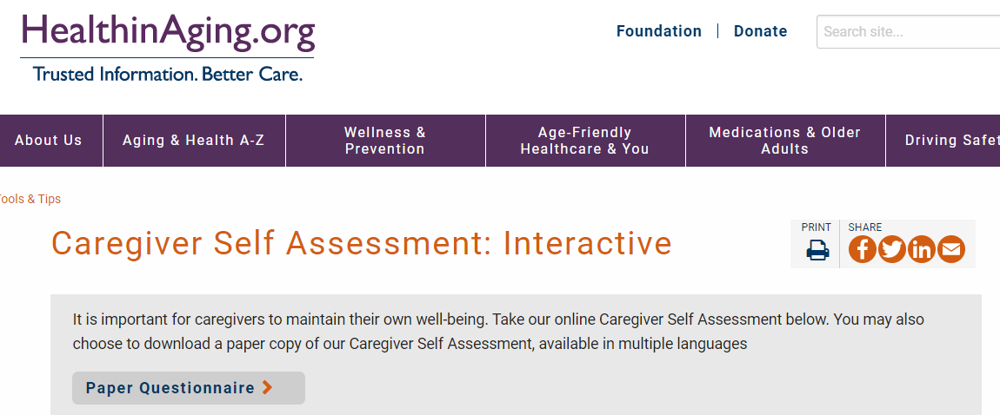 HealthinAging.org
Trusted Information. Better Care.
Foundation | Donate
Search site...
About Us
Aging & Health A-Z
Wellness &
Prevention
Age-Friendly
Healthcare & You
Medications & Older
Adults
Driving
& Tips
Caregiver Self Assessment: Interactive
PRINT
SHARE
It is important for caregivers to maintain their own well-being. Take our online Caregiver Self Assessment below. You may also
choose to download a paper copy of our Caregiver Self Assessment, available in multiple languages
Paper Questionnaire